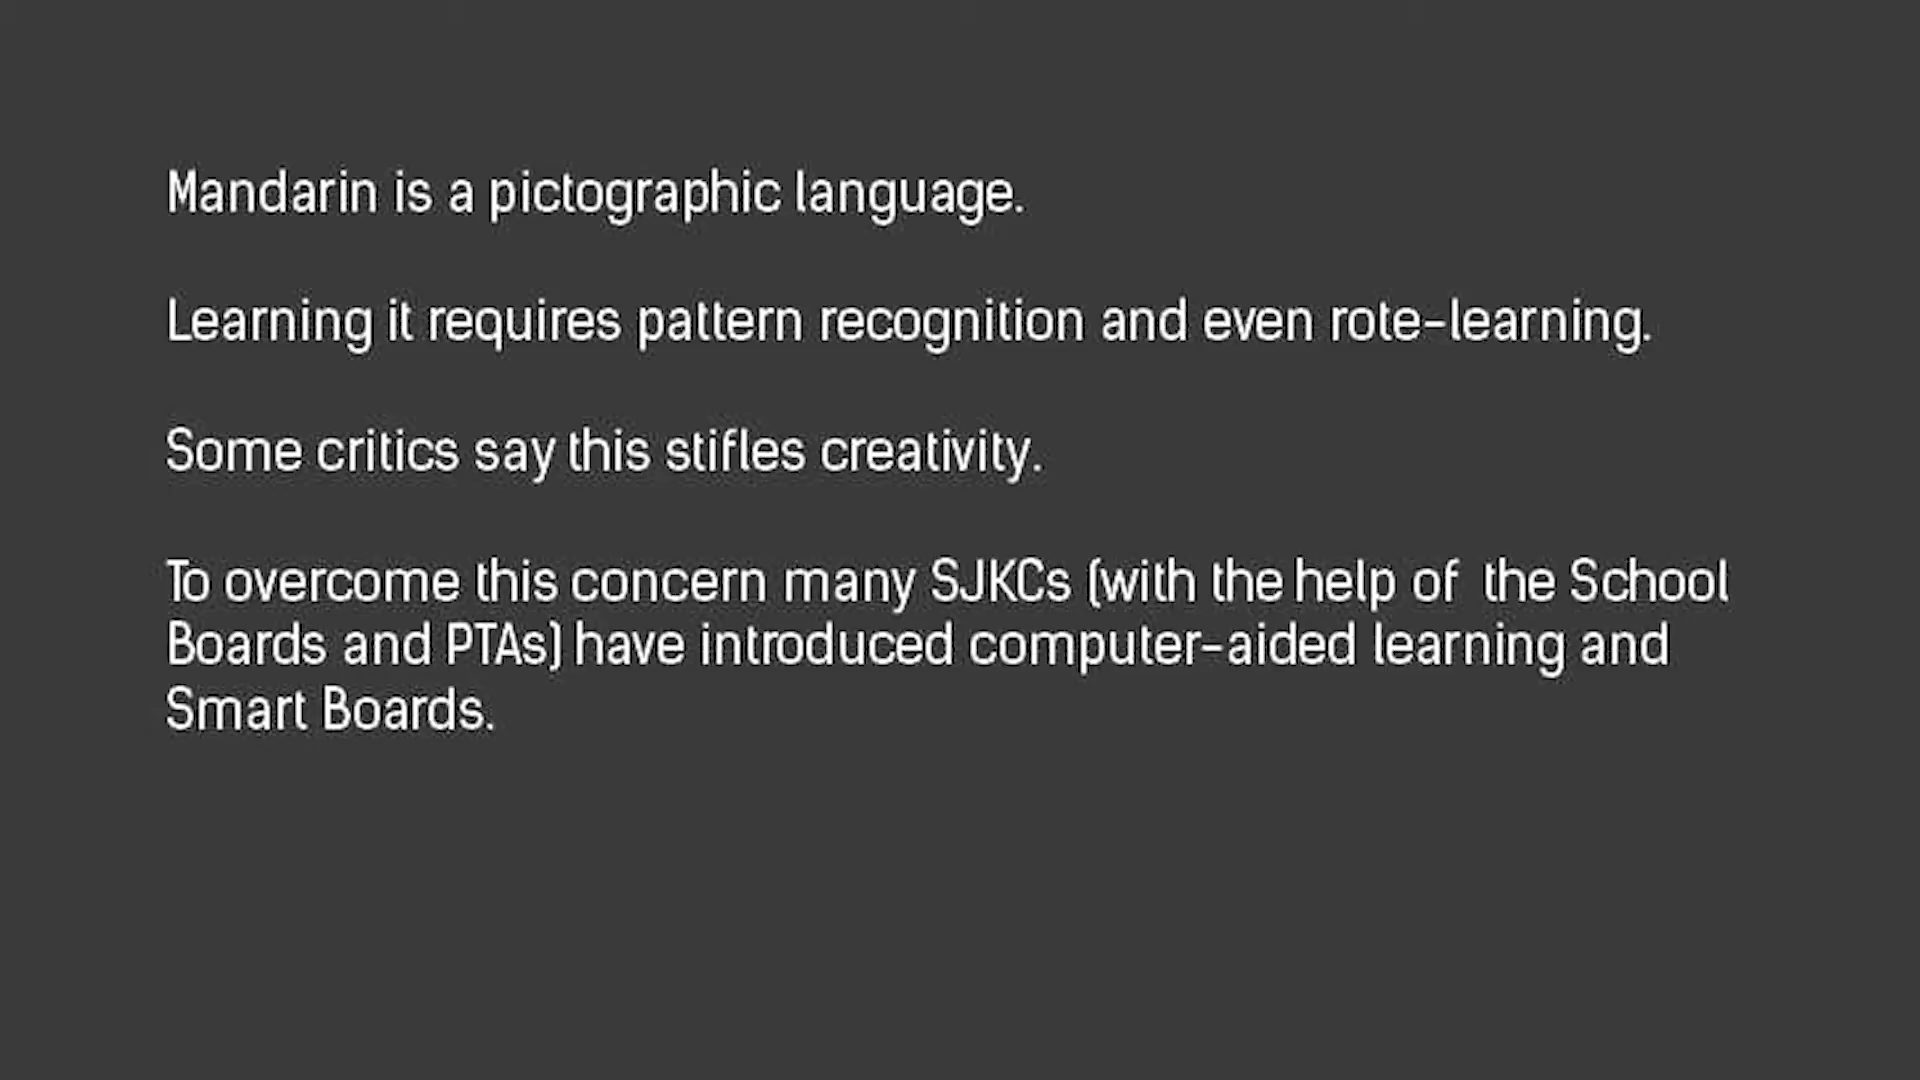 Mandarin is a pictographic language.
Learning it requires pattern recognition and even rote-learning.
Some critics say this stifles creativity.
To overcome this concern many SJKCs (with the help of the School
Boards and PTAs) have introduced computer-aided learning and
Smart Boards.